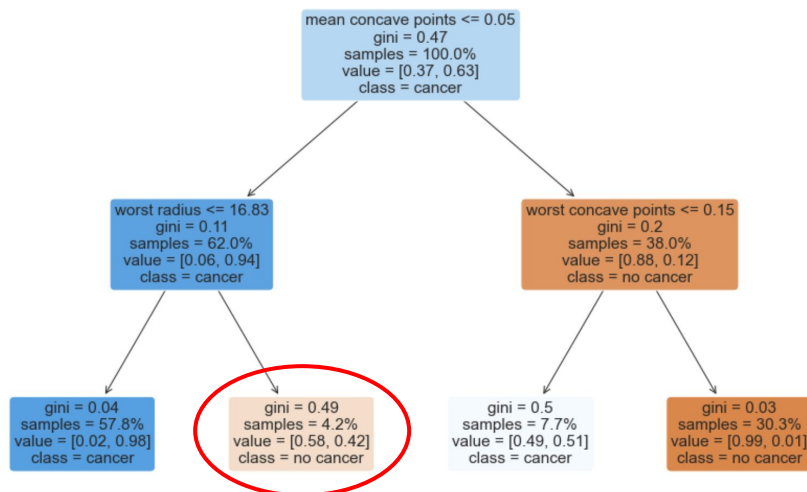 mean concave points <= 0.05
gini = 0.47
samples = 100.0%
value = [0.37, 0.63]
class = cancer
worst radius <= 16.83
gini = 0.11
samples = 62.0%
value = [0.06, 0.94]
class = cancer
worst concave points <= 0.15
gini = 0.2
samples = 38.0%
value = [0.88, 0.12]
class = no cancer
gini = 0.04
samples = 57.8%
value = [0.02, 0.98]
class = cancer
gini = 0.49
samples = 4.2%
value = [0.58, 0.42]
class = no cancer
gini = 0.5
samples = 7.7%
value = [0.49, 0.51]
class = cancer
gini = 0.03
samples = 30.3%
value = [0.99, 0.01]
class = no cancer